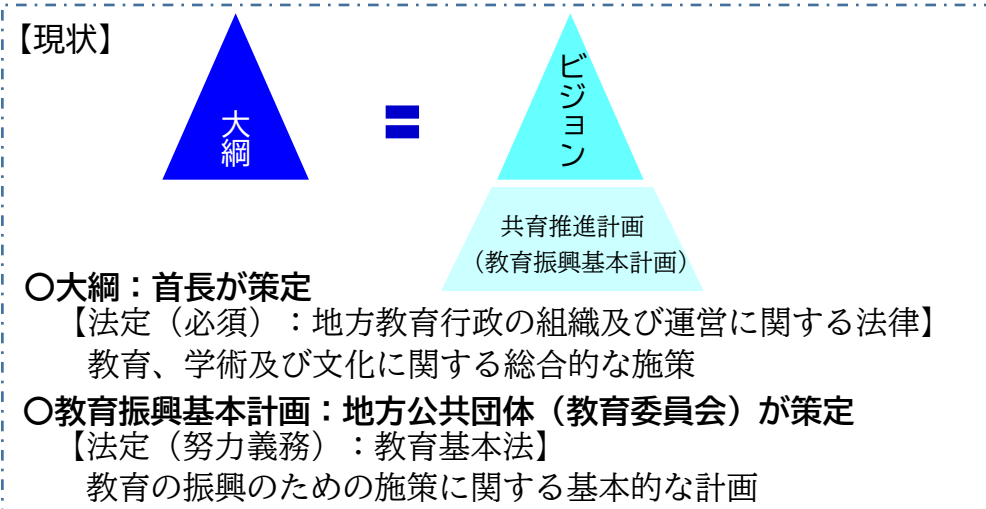 【現状】
大綱
=
ビジョン
共育推進計画
（教育振興基本計画）
〇大綱：首長が策定
【法定（必須）：地方教育行政の組織及び運営に関する法律】
教育、学術及び文化に関する総合的な施策
〇教育振興基本計画：地方公共団体（教育委員会）が策定
【法定（努力義務）：教育基本法】
教育の振興のための施策に関する基本的な計画